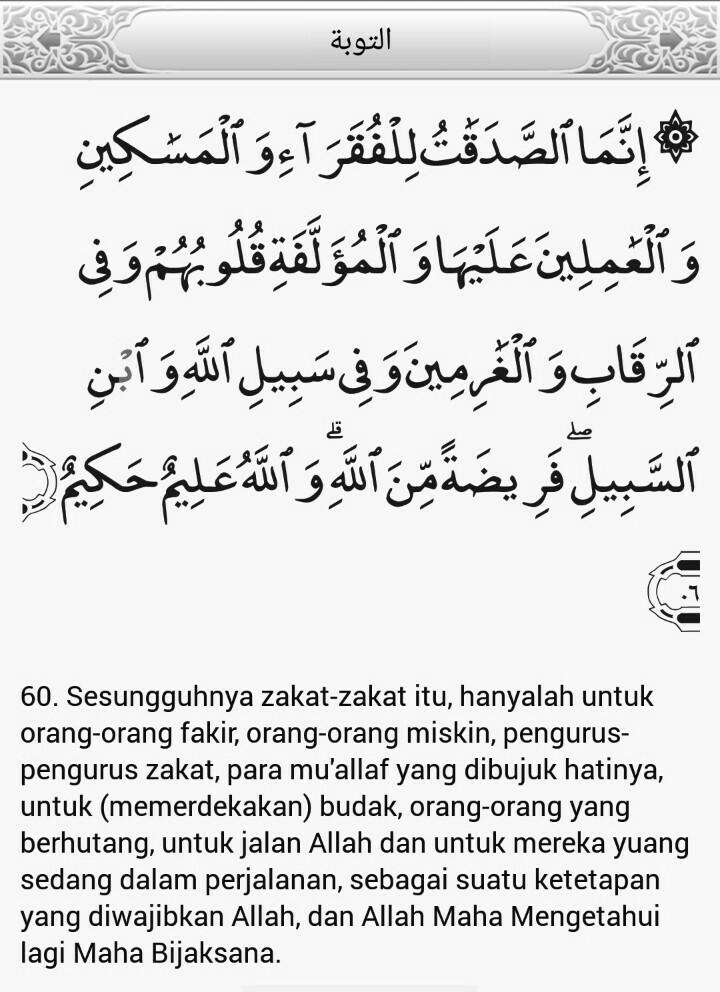 التوبة
۞ إِنَّمَا ٱلصَّدَقَٰتُ لِلْفُقَرَآءِ وَٱلْمَسَٰكِينِ
وَٱلْعَٰمِلِينَ عَلَيْهَا وَٱلْمُؤَلَّفَةِ قُلُوبُهُمْ وَفِى
ٱلرِّقَابِ وَٱلْغَٰرِمِينَ وَفِى سَبِيلِ ٱللَّهِ وَٱبْنِ
ٱلسَّبِيلِ ۖ فَرِيضَةً مِّنَ ٱللَّهِ ۗ وَٱللَّهُ عَلِيمٌ حَكِيمٌ
٠٦
60. Sesungguhnya zakat-zakat itu, hanyalah untuk
orang-orang fakir, orang-orang miskin, pengurus-
pengurus zakat, para mu'allaf yang dibujuk hatinya,
untuk (memerdekakan) budak, orang-orang yang
berhutang, untuk jalan Allah dan untuk mereka yuang
sedang dalam perjalanan, sebagai suatu ketetapan
yang diwajibkan Allah, dan Allah Maha Mengetahui
lagi Maha Bijaksana.